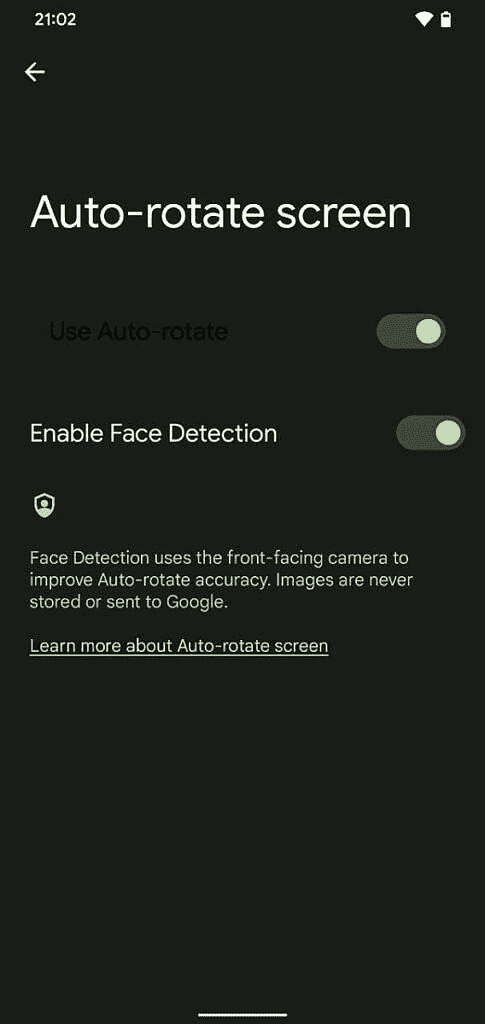 21:02
Auto-rotate screen
Use Auto-rotate
Enable Face Detection
Face Detection uses the front-facing camera to
improve Auto-rotate accuracy. Images are never
stored or sent to Google.
Learn more about Auto-rotate screen